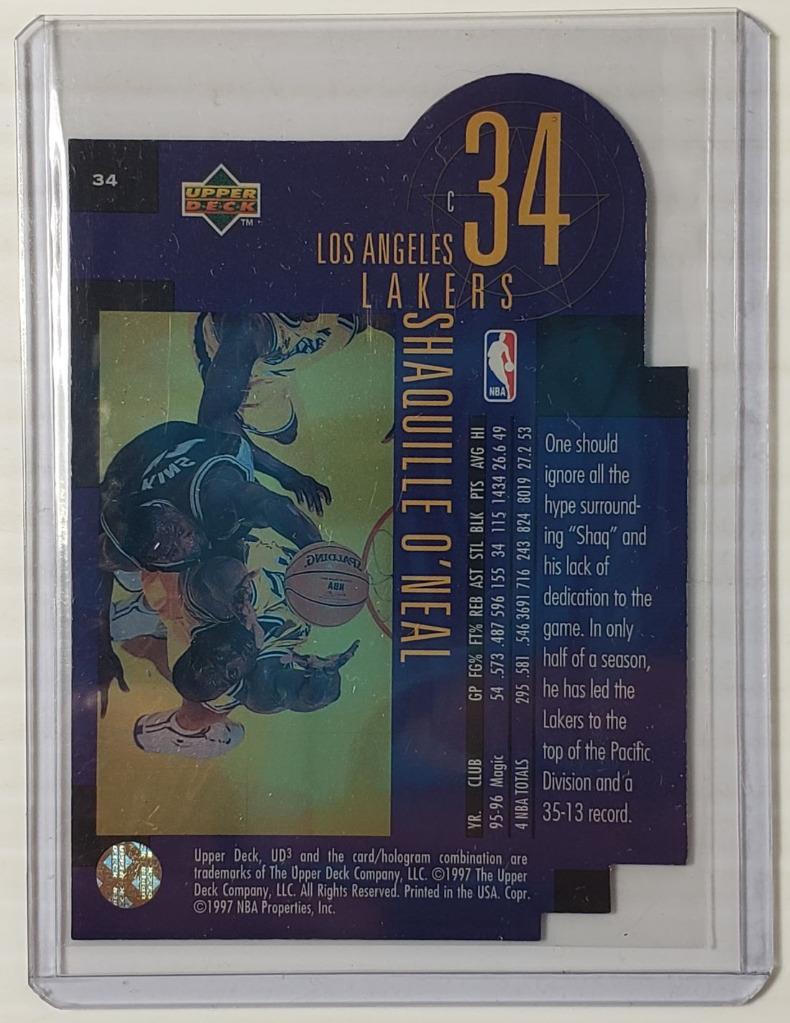 34
UPPER
DECK
TM
C
34
LOS ANGELES
LAKERS
SHAQUILLE O'NEAL
NBA
YR. CLUB GP FG% FT% REB AST STL BLK PTS AVG HI
95-96 Magic 54 .573 .487 596 155 34 115 1434 26.6 49
4 NBA TOTALS 295 .581 .546 3691 716 243 824 8019 27.2 53
One should
ignore all the
hype surround-
ing "Shaq" and
his lack of
dedication to the
game. In only
half of a season,
he has led the
Lakers to the
top of the Pacific
Division and a
35-13 record.
SPALDING
NBA
Upper Deck, UD³ and the card/hologram combination are
trademarks of The Upper Deck Company, LLC. ©1997 The Upper
Deck Company, LLC. All Rights Reserved. Printed in the USA. Copr.
©1997 NBA Properties, Inc.